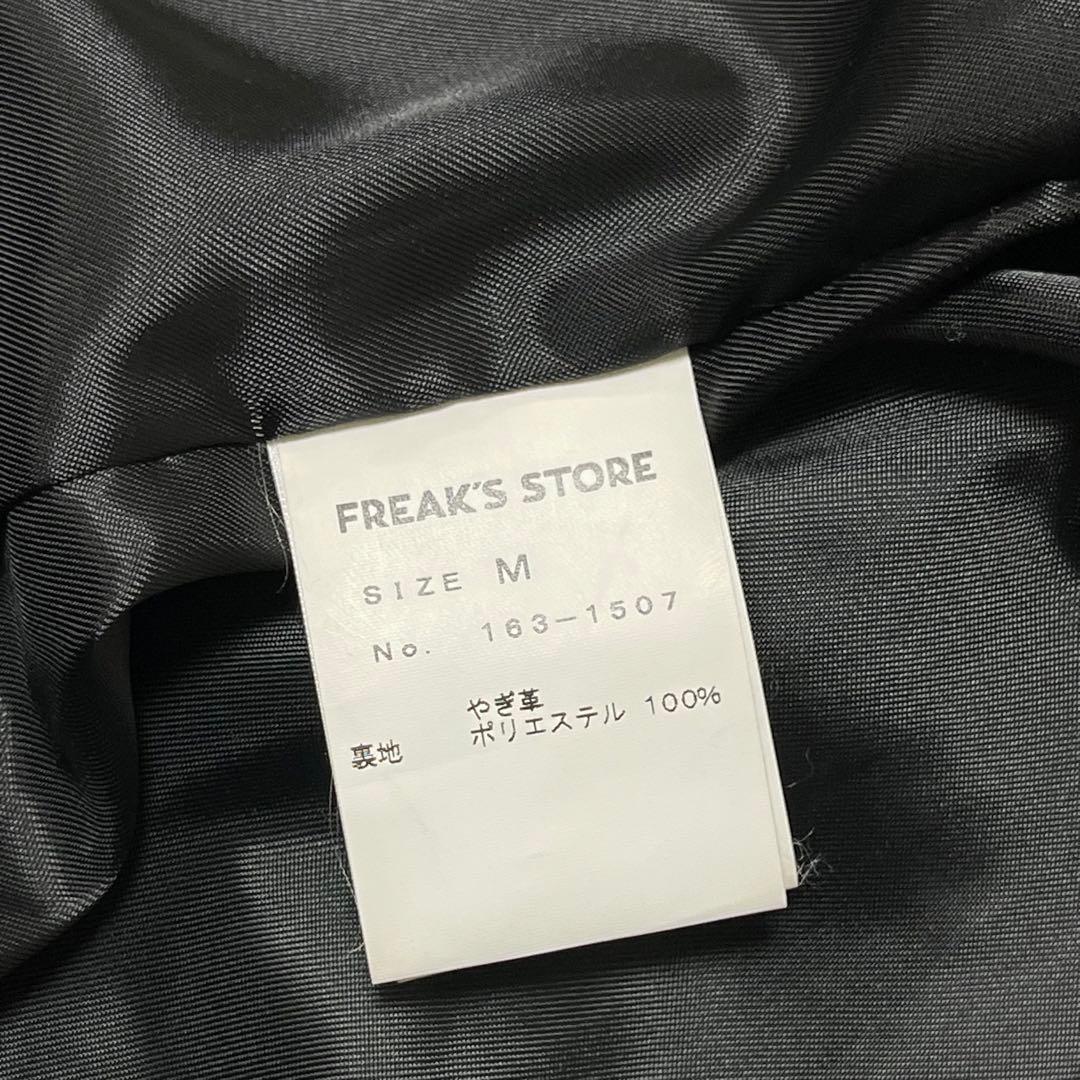 FREAK'S STORE
SIZE M
No. 163-1507
やぎ革
裏地 ポリエステル 100%